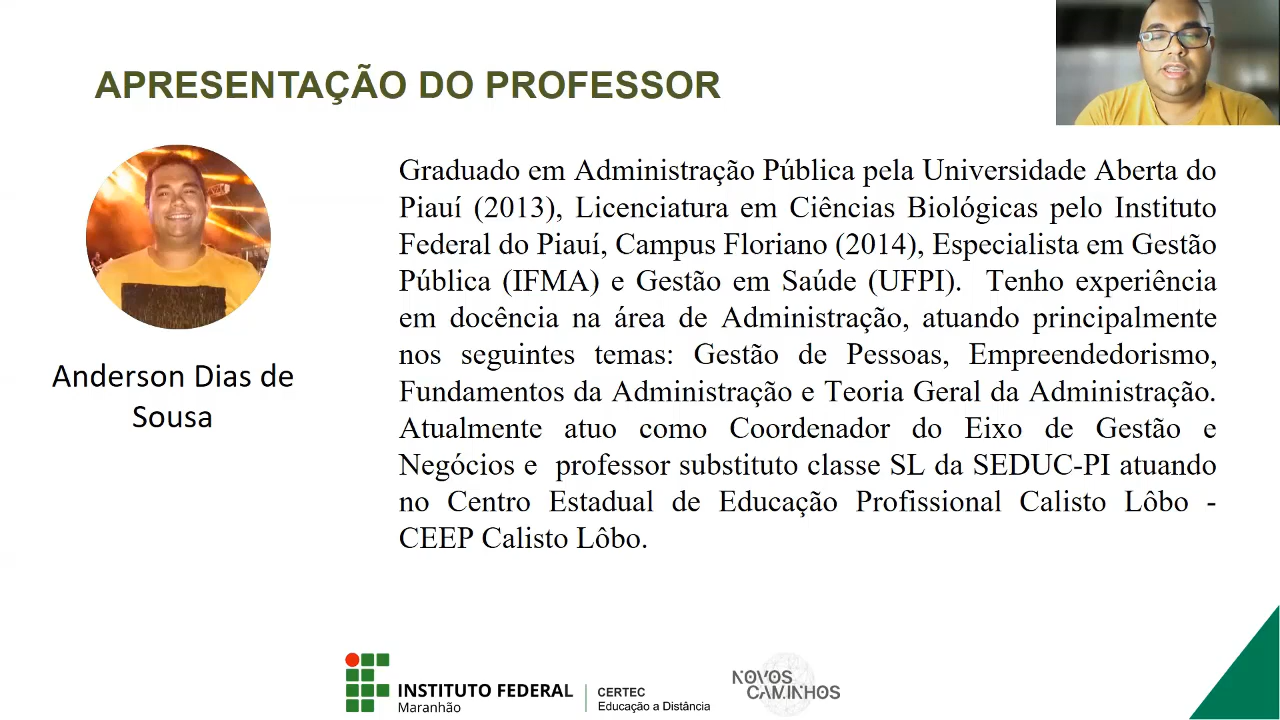 APRESENTAÇÃO DO PROFESSOR
Anderson Dias de
Sousa
Graduado em Administração Pública pela Universidade Aberta do
Piauí (2013), Licenciatura em Ciências Biológicas pelo Instituto
Federal do Piauí, Campus Floriano (2014), Especialista em Gestão
Pública (IFMA) e Gestão em Saúde (UFPI).  Tenho experiência
em docência na área de Administração, atuando principalmente
nos seguintes temas: Gestão de Pessoas, Empreendedorismo,
Fundamentos da Administração e Teoria Geral da Administração.
Atualmente atuo como Coordenador do Eixo de Gestão e
Negócios e  professor substituto classe SL da SEDUC-PI atuando
no Centro Estadual de Educação Profissional Calisto Lôbo -
CEEP Calisto Lôbo.
INSTITUTO FEDERAL
Maranhão
CERTEC
Educação a Distância
NOVOS
CAMINHOS